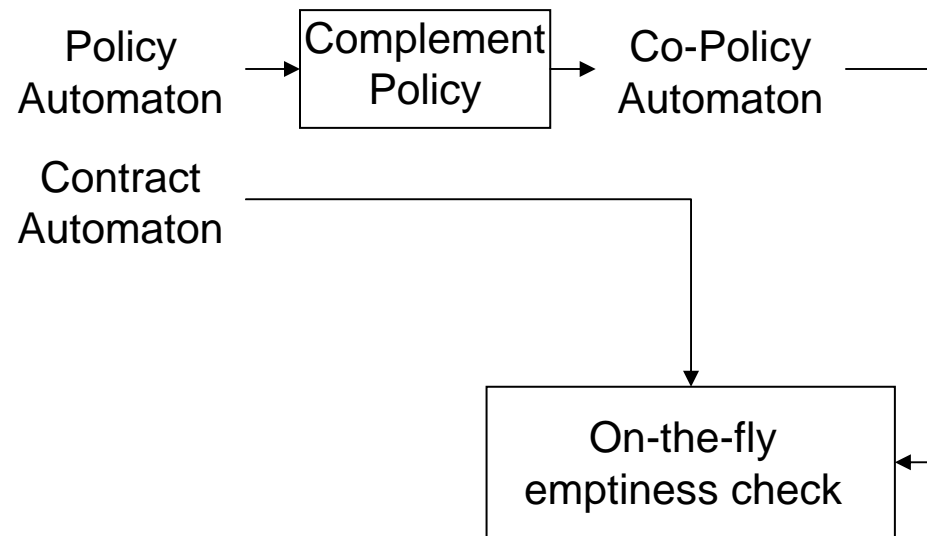 Policy
Automaton
Complement
Policy
Co-Policy
Automaton
Contract
Automaton
On-the-fly
emptiness check